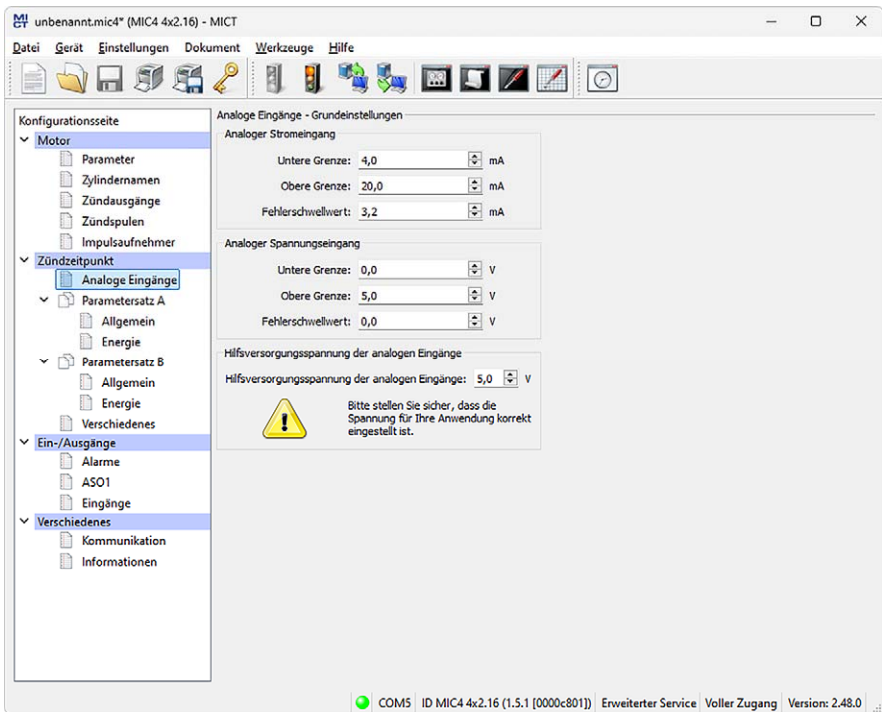 MICT unbenannt.mic4* (MIC4 4x2.16) - MICT
Datei Gerät Einstellungen Dokument Werkzeuge Hilfe
Konfigurationsseite
Motor
Parameter
Zylindernamen
Zündausgänge
Zündspulen
Impulsaufnehmer
Zündzeitpunkt
Analoge Eingänge
Parametersatz A
Allgemein
Energie
Parametersatz B
Allgemein
Energie
Verschiedenes
Ein-/Ausgänge
Alarme
ASO1
Eingänge
Verschiedenes
Kommunikation
Informationen
Analoge Eingänge - Grundeinstellungen
Analoger Stromeingang
Untere Grenze: 4,0 mA
Obere Grenze: 20,0 mA
Fehlerschwellwert: 3,2 mA
Analoger Spannungseingang
Untere Grenze: 0,0 V
Obere Grenze: 5,0 V
Fehlerschwellwert: 0,0 V
Hilfsversorgungsspannung der analogen Eingänge
Hilfsversorgungsspannung der analogen Eingänge: 5,0 V
Bitte stellen Sie sicher, dass die
Spannung für Ihre Anwendung korrekt
eingestellt ist.
COM5 ID MIC4 4x2.16 (1.5.1 [0000c801]) Erweiterter Service Voller Zugang Version: 2.48.0